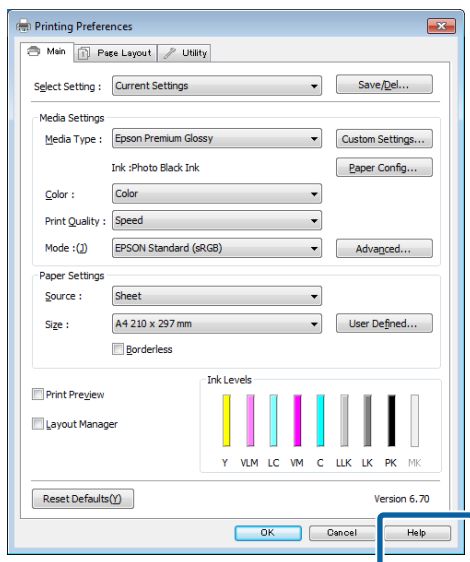 Printing Preferences
Main Page Layout Utility
Select Setting : Current Settings Save/Del...
Media Settings
Media Type : Epson Premium Glossy Custom Settings...
Ink :Photo Black Ink Paper Config...
Color : Color
Print Quality : Speed
Mode :(J) EPSON Standard (sRGB) Advanced...
Paper Settings
Source : Sheet
Size : A4 210 x 297 mm User Defined...
Borderless
Ink Levels
Print Preview
Layout Manager
Y VLM LC VM C LLK LK PK MK
Reset Defaults(Y) Version 6.70
OK Cancel Help